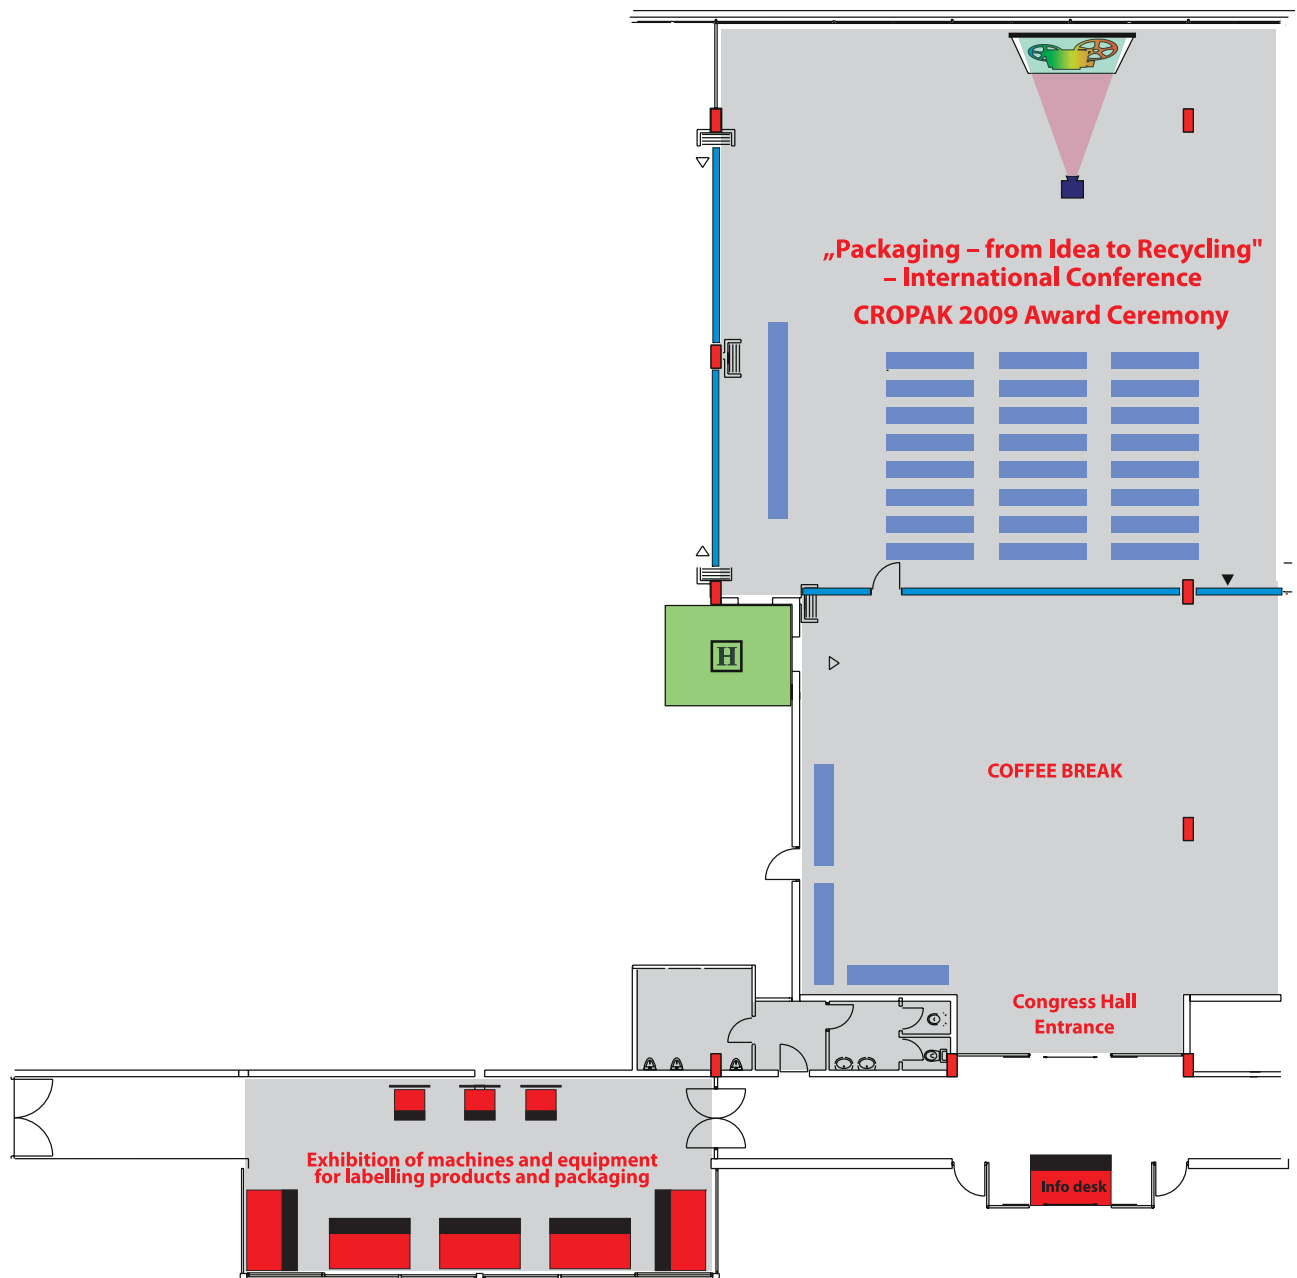 „Packaging – from Idea to Recycling"
– International Conference
CROPAK 2009 Award Ceremony
H
COFFEE BREAK
Congress Hall
Entrance
Exhibition of machines and equipment
for labelling products and packaging
Info desk